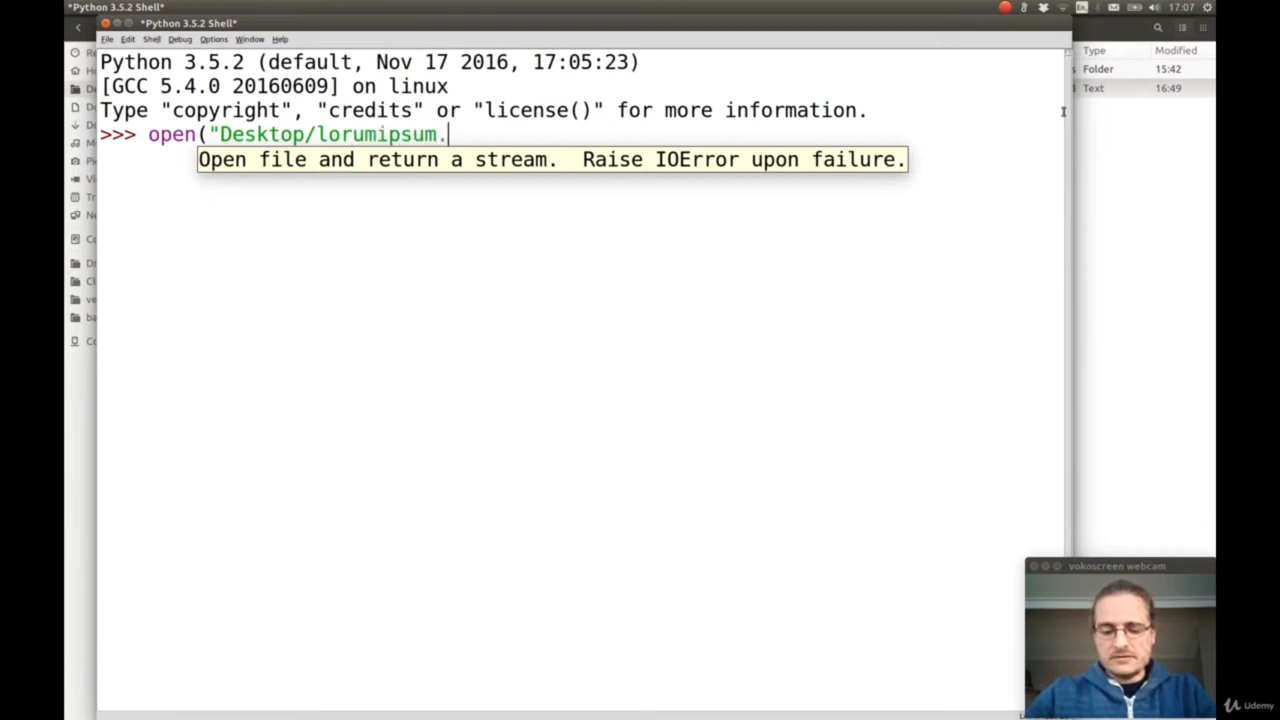 *Python 3.5.2 Shell*
En
17:07
*Python 3.5.2 Shell*
File Edit Shell Debug Options Window Help
Type Modified
Folder 15:42
Text 16:49
Python 3.5.2 (default, Nov 17 2016, 17:05:23)
[GCC 5.4.0 20160609] on linux
Type "copyright", "credits" or "license()" for more information.
>>> open("Desktop/lorumipsum.
Open file and return a stream. Raise IOError upon failure.
vokoscreen webcam
Udemy